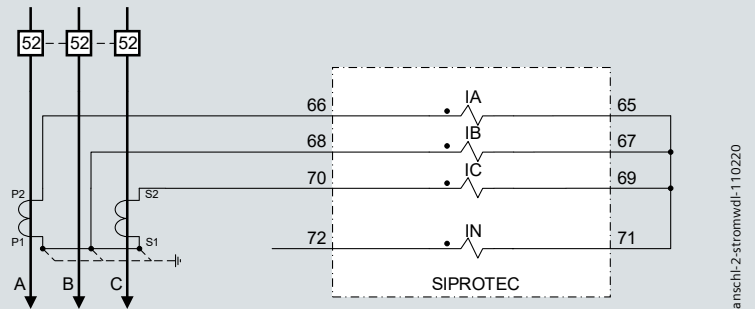 52 52 52
IA
66 65
IB
68 67
IC
70 69
P2 S2
IN
P1 S1 72 71
A B C SIPROTEC
anschl-2-stromwdl-110220